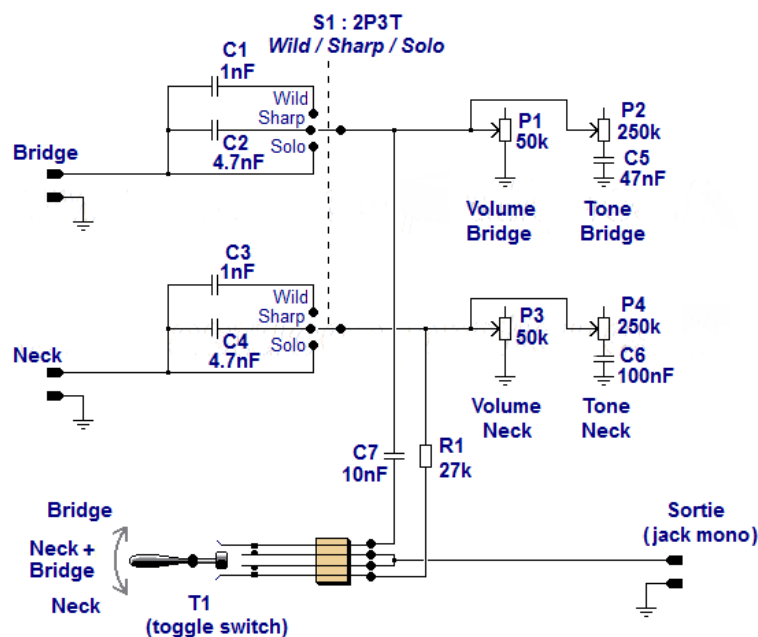 S1 : 2P3T
Wild / Sharp / Solo
C1
1nF
Wild
Sharp
C2
4.7nF
Solo
Bridge
P1
50k
P2
250k
C5
47nF
Volume
Bridge
Tone
Bridge
C3
1nF
Wild
Sharp
C4
4.7nF
Solo
Neck
P3
50k
P4
250k
C6
100nF
Volume
Neck
Tone
Neck
C7
10nF
R1
27k
Bridge
Neck +
Bridge
Neck
T1
(toggle switch)
Sortie
(jack mono)